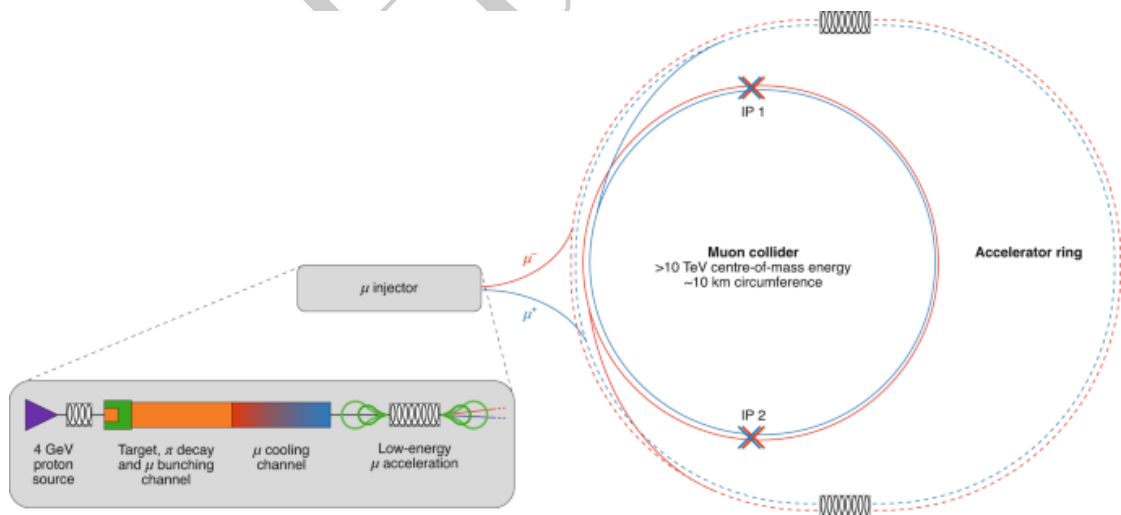 IP 1
μ⁻
Muon collider
>10 TeV centre-of-mass energy
~10 km circumference
Accelerator ring
μ injector
μ⁺
IP 2
4 GeV
proton
source
Target, π decay
and μ bunching
channel
μ cooling
channel
Low-energy
μ acceleration